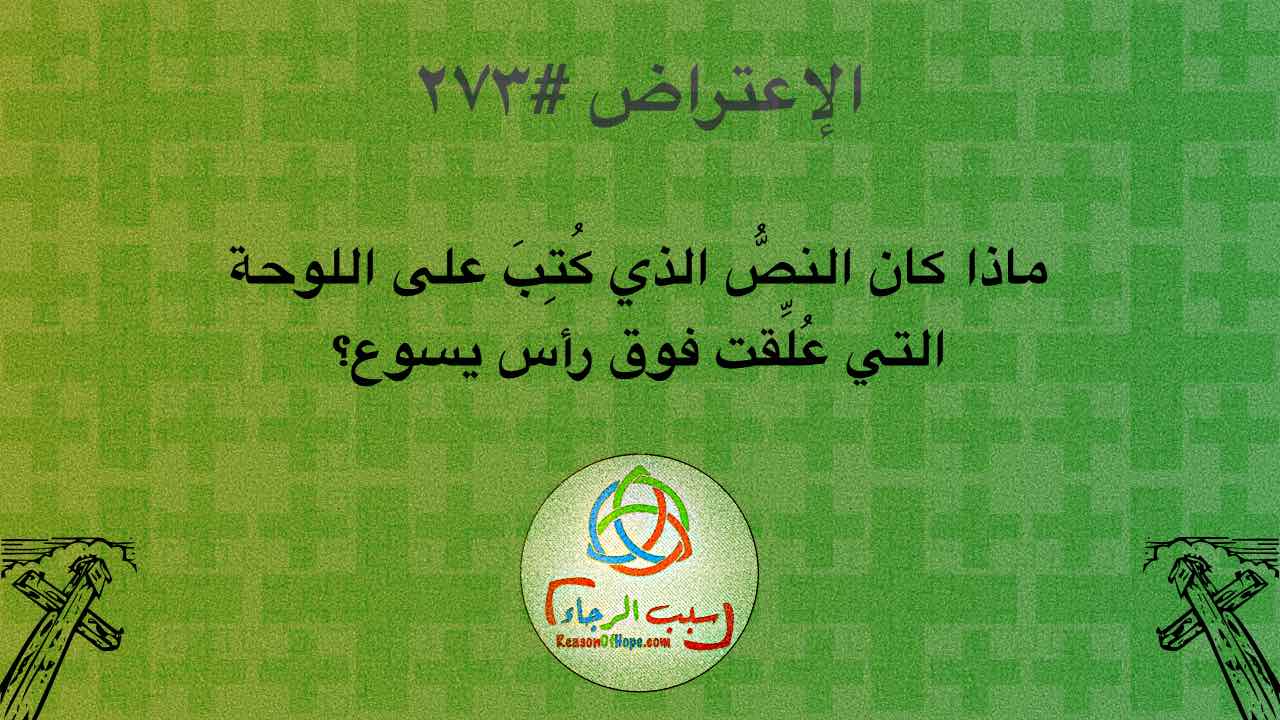 الإعتراض #٢٧٣
ماذا كان النصُّ الذي كُتِبَ على اللوحة
التي عُلِّقت فوق رأس يسوع؟
سبب الرجاء
ReasonOfHope.com